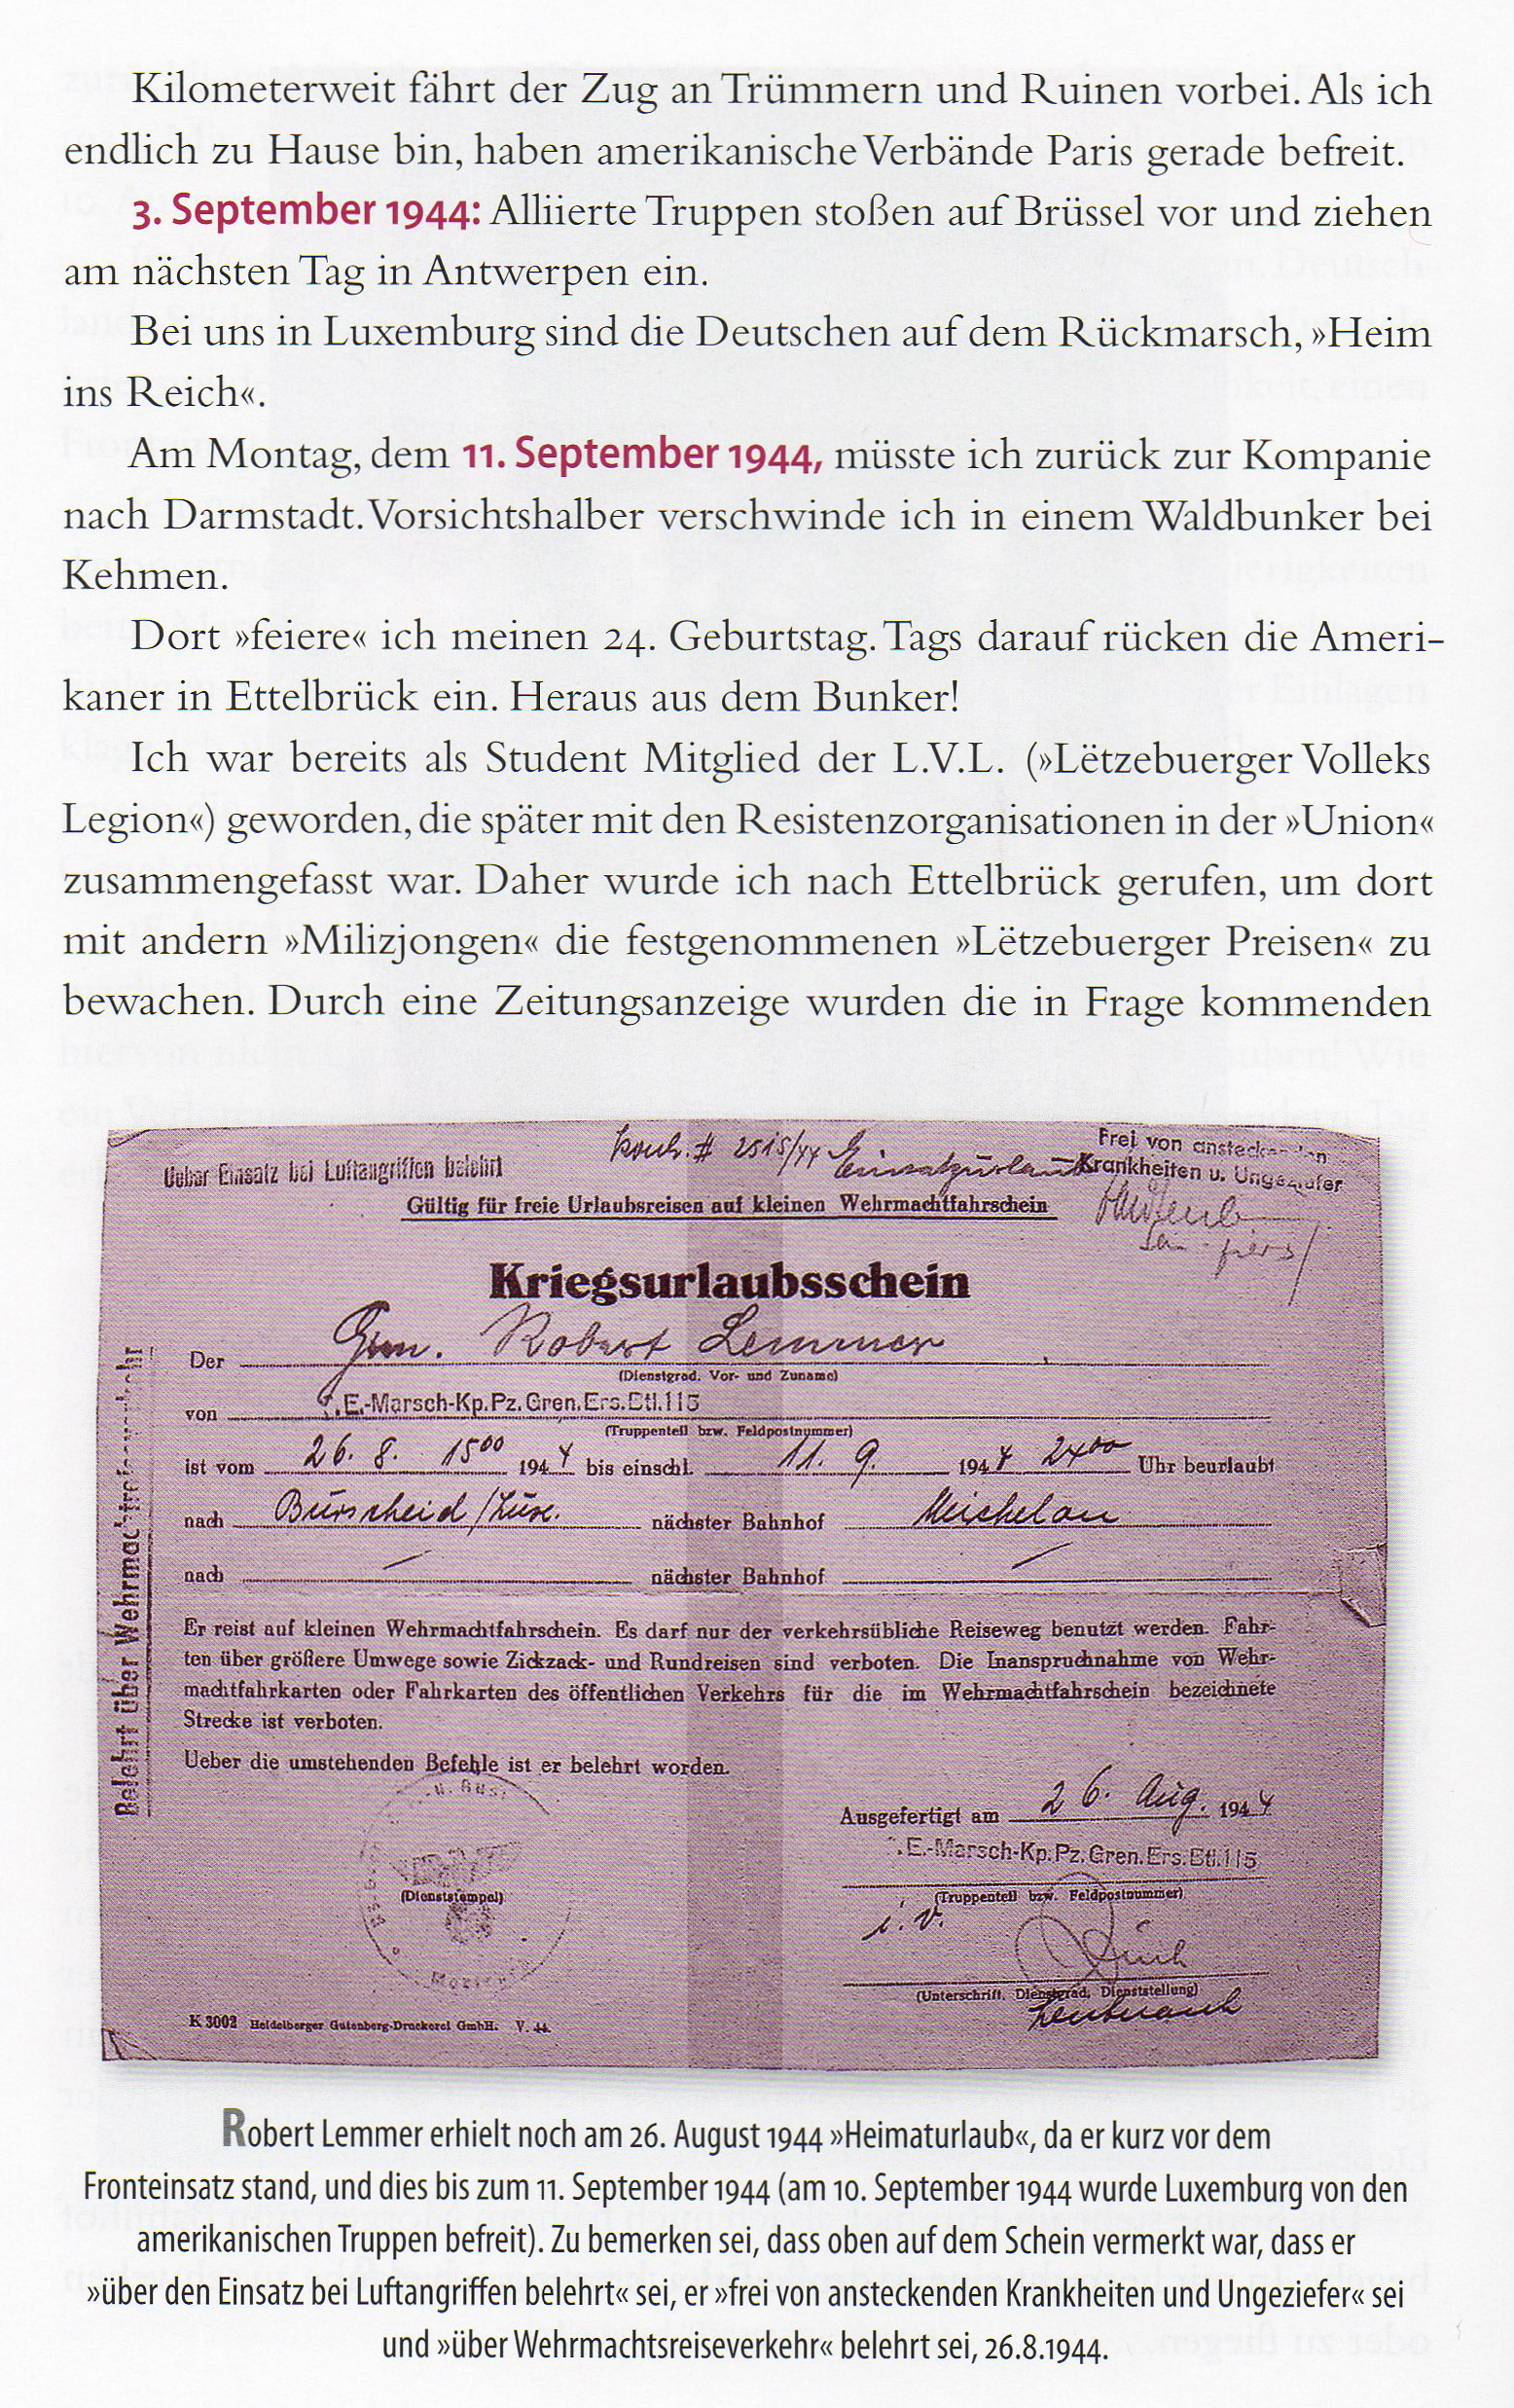 Kilometerweit fährt der Zug an Trümmern und Ruinen vorbei. Als ich
endlich zu Hause bin, haben amerikanische Verbände Paris gerade befreit.
3. September 1944: Alliierte Truppen stoßen auf Brüssel vor und ziehen
am nächsten Tag in Antwerpen ein.
Bei uns in Luxemburg sind die Deutschen auf dem Rückmarsch, »Heim
ins Reich«.
Am Montag, dem 11. September 1944, müsste ich zurück zur Kompanie
nach Darmstadt. Vorsichtshalber verschwinde ich in einem Waldbunker bei
Kehmen.
Dort »feiere« ich meinen 24. Geburtstag. Tags darauf rücken die Ameri-
kaner in Ettelbrück ein. Heraus aus dem Bunker!
Ich war bereits als Student Mitglied der L.V.L. (»Lëtzebuerger Volleks
Legion«) geworden, die später mit den Resistenzorganisationen in der »Union«
zusammengefasst war. Daher wurde ich nach Ettelbrück gerufen, um dort
mit andern »Milizjongen« die festgenommenen »Lëtzebuerger Preisen« zu
bewachen. Durch eine Zeitungsanzeige wurden die in Frage kommenden
Ueber Einsatz bei Luftangriffen belehrt
2515/44 Einsatzurlaub
Frei von ansteckenden
Krankheiten u. Ungeziefer
Gültig für freie Urlaubsreisen auf kleinen Wehrmachtfahrschein
Kriegsurlaubsschein
Der Gren. Robert Lemmer
(Dienstgrad, Vor- und Zuname)
von E.-Marsch-Kp.Pz.Gren.Ers.Btl.115
(Truppenteil bzw. Feldpostnummer)
ist vom 26. 8. 15⁰⁰ 1944 bis einschl. 11. 9. 1944 24⁰⁰ Uhr beurlaubt
nach Burscheid/Lux. nächster Bahnhof Michelau
nach — nächster Bahnhof —
Er reist auf kleinen Wehrmachtfahrschein. Es darf nur der verkehrsübliche Reiseweg benutzt werden. Fahr-
ten über größere Umwege sowie Zickzack- und Rundreisen sind verboten. Die Inanspruchnahme von Wehr-
machtfahrkarten oder Fahrkarten des öffentlichen Verkehrs für die im Wehrmachtfahrschein bezeichnete
Strecke ist verboten.
Ueber die umstehenden Befehle ist er belehrt worden.
Belehrt über Wehrmachtreiseverkehr
Ausgefertigt am 26. Aug. 1944
E.-Marsch-Kp.Pz.Gren.Ers.Btl.115
(Dienststempel)
(Truppenteil bzw. Feldpostnummer)
i. V.
(Unterschrift, Dienstgrad, Dienststellung)
Leutnant
K 3002 Heidelberger Gutenberg-Druckerei GmbH. V. 44.
Robert Lemmer erhielt noch am 26. August 1944 »Heimaturlaub«, da er kurz vor dem
Fronteinsatz stand, und dies bis zum 11. September 1944 (am 10. September 1944 wurde Luxemburg von den
amerikanischen Truppen befreit). Zu bemerken sei, dass oben auf dem Schein vermerkt war, dass er
»über den Einsatz bei Luftangriffen belehrt« sei, er »frei von ansteckenden Krankheiten und Ungeziefer« sei
und »über Wehrmachtsreiseverkehr« belehrt sei, 26.8.1944.